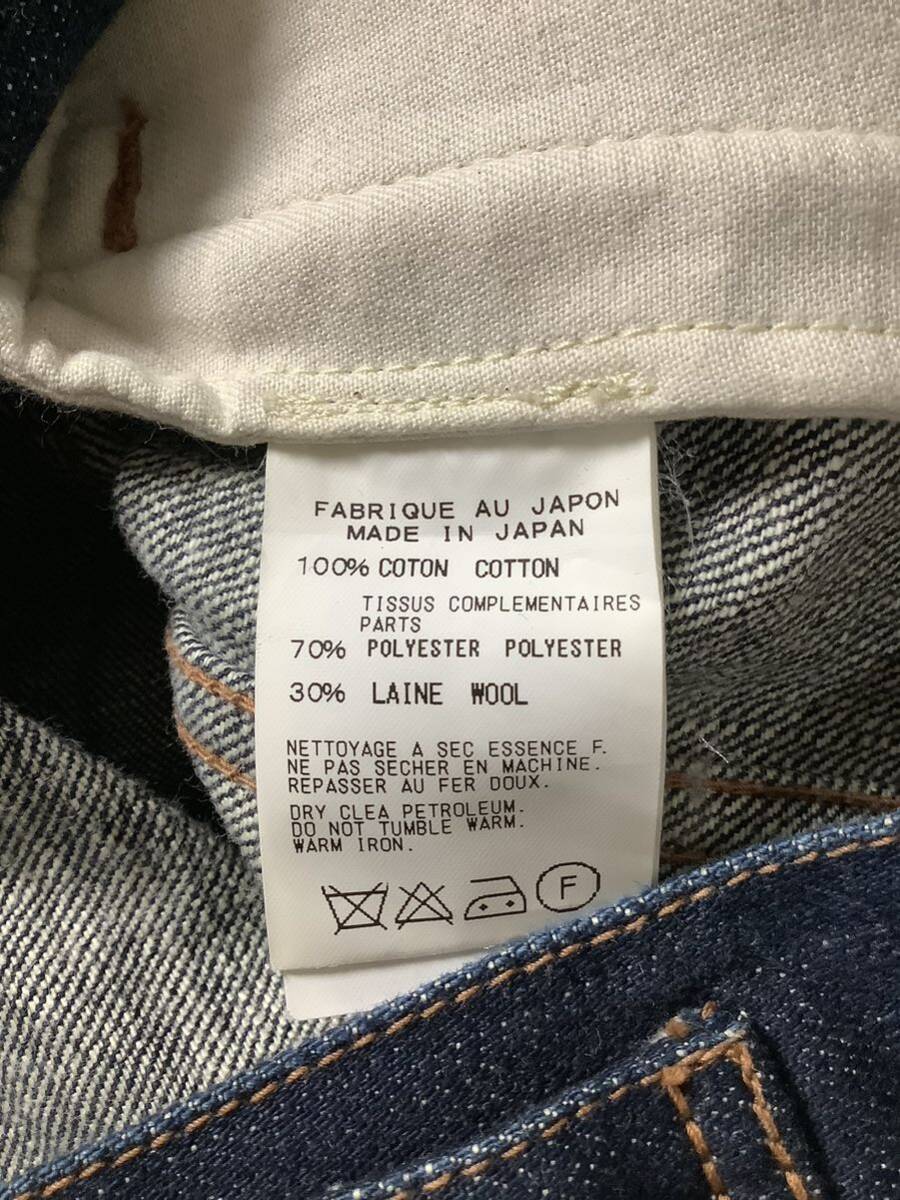 FABRIQUE AU JAPON
MADE IN JAPAN
100% COTON COTTON
TISSUS COMPLEMENTAIRES
PARTS
70% POLYESTER POLYESTER
30% LAINE WOOL
NETTOYAGE A SEC ESSENCE F.
NE PAS SECHER EN MACHINE.
REPASSER AU FER DOUX.
DRY CLEA PETROLEUM.
DO NOT TUMBLE WARM.
WARM IRON.
F